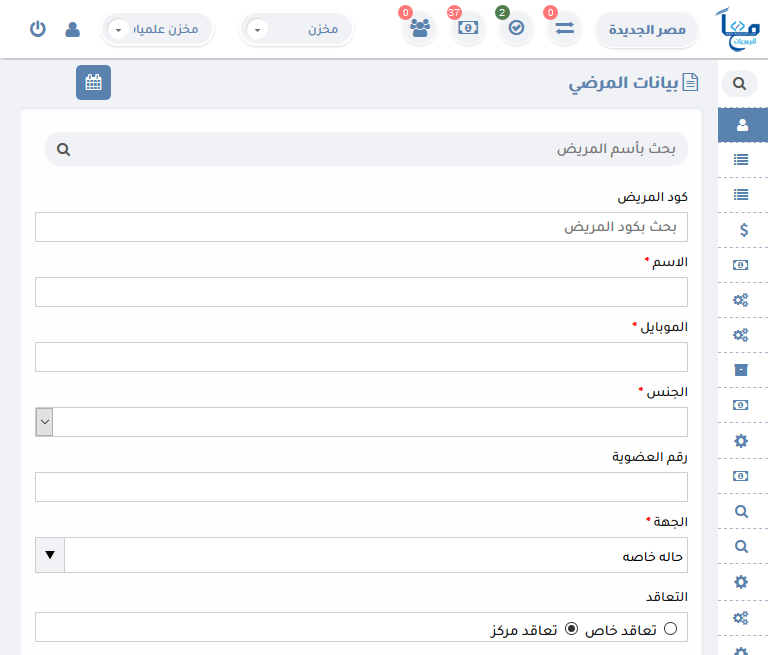 معاً
للبرمجيات
مصر الجديدة
0
2
37
0
مخزن
مخزن علميا
بيانات المرضي
بحث بأسم المريض
كود المريض
بحث بكود المريض
الاسم *
الموبايل *
الجنس *
رقم العضوية
الجهة *
حاله خاصه
التعاقد
تعاقد خاص تعاقد مركز